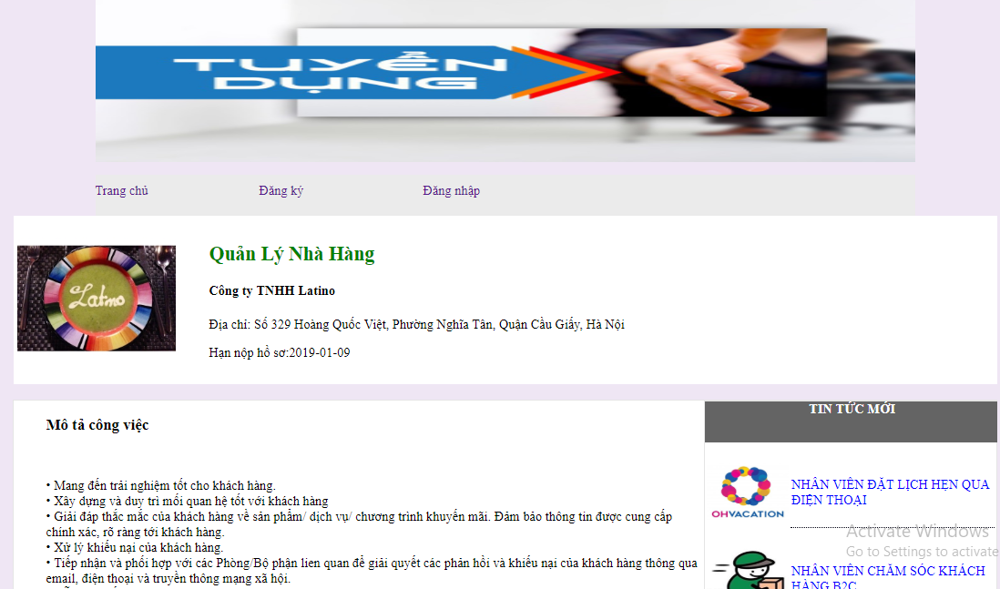 TUYỂN
DỤNG
Trang chủ
Đăng ký
Đăng nhập
Latino
Quản Lý Nhà Hàng
Công ty TNHH Latino
Địa chỉ: Số 329 Hoàng Quốc Việt, Phường Nghĩa Tân, Quận Cầu Giấy, Hà Nội
Hạn nộp hồ sơ:2019-01-09
Mô tả công việc
• Mang đến trải nghiệm tốt cho khách hàng.
• Xây dựng và duy trì mối quan hệ tốt với khách hàng
• Giải đáp thắc mắc của khách hàng về sản phẩm/ dịch vụ/ chương trình khuyến mãi. Đảm bảo thông tin được cung cấp
chính xác, rõ ràng tới khách hàng.
• Xử lý khiếu nại của khách hàng.
• Tiếp nhận và phối hợp với các Phòng/Bộ phận lien quan để giải quyết các phản hồi và khiếu nại của khách hàng thông qua
email, điện thoại và truyền thông mạng xã hội.
TIN TỨC MỚI
OHVACATION
NHÂN VIÊN ĐẶT LỊCH HẸN QUA
ĐIỆN THOẠI
Activate Windows
Go to Settings to activate
NHÂN VIÊN CHĂM SÓC KHÁCH
HÀNG B2C